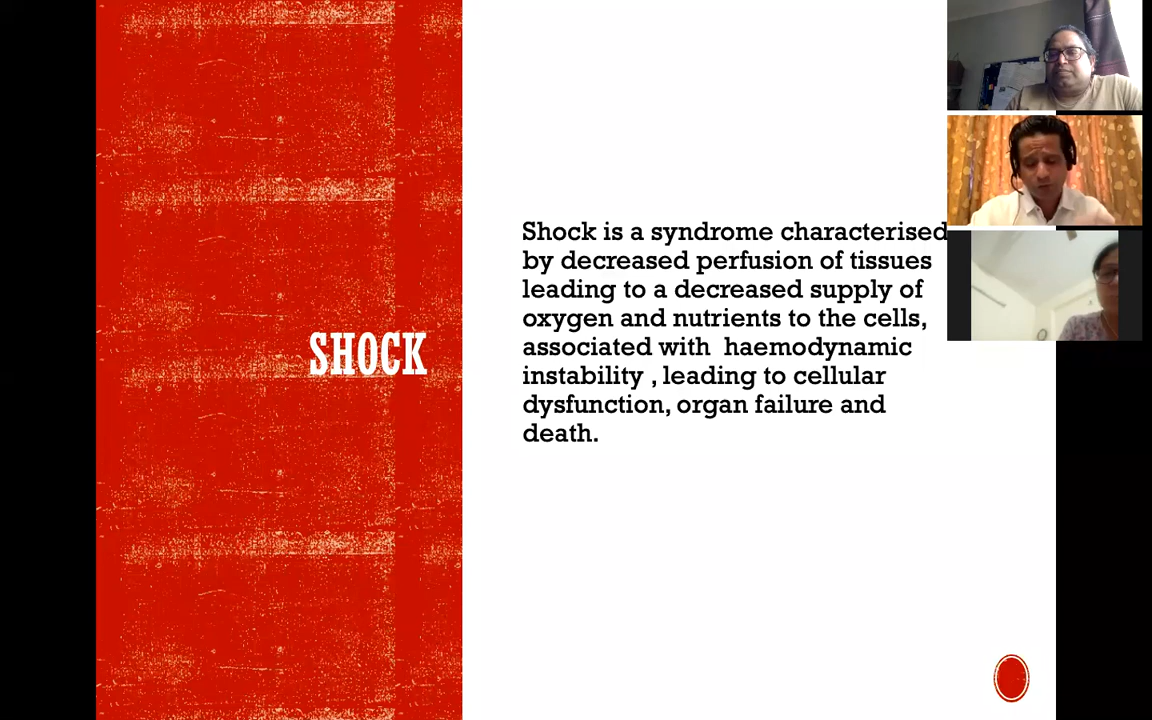 SHOCK
Shock is a syndrome characterised
by decreased perfusion of tissues
leading to a decreased supply of
oxygen and nutrients to the cells,
associated with  haemodynamic
instability , leading to cellular
dysfunction, organ failure and
death.